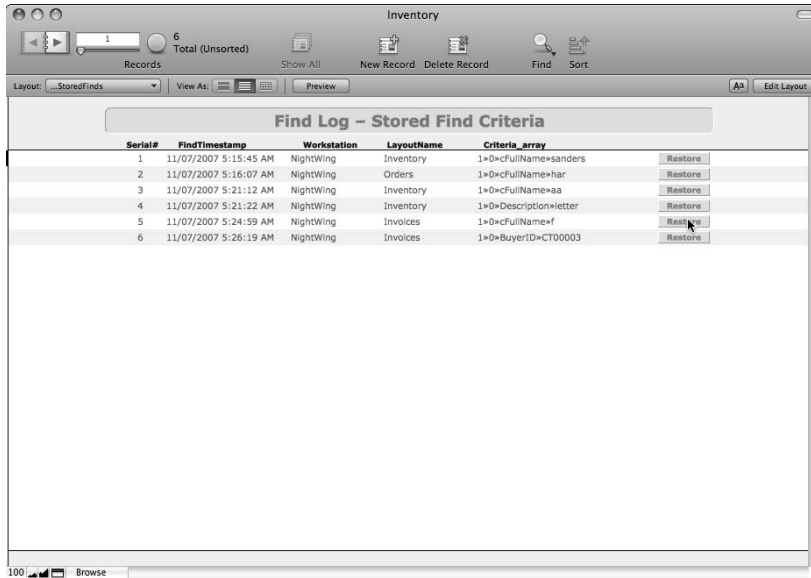 Inventory
1
6
Total (Unsorted)
Records Show All New Record Delete Record Find Sort
Layout: ...StoredFinds View As: Preview Aa Edit Layout
Find Log – Stored Find Criteria
Serial# FindTimestamp Workstation LayoutName Criteria_array
1 11/07/2007 5:15:45 AM NightWing Inventory 1»0»cFullName»sanders Restore
2 11/07/2007 5:16:07 AM NightWing Orders 1»0»cFullName»har Restore
3 11/07/2007 5:21:12 AM NightWing Inventory 1»0»cFullName»aa Restore
4 11/07/2007 5:21:22 AM NightWing Inventory 1»0»Description»letter Restore
5 11/07/2007 5:24:59 AM NightWing Invoices 1»0»cFullName»f Restore
6 11/07/2007 5:26:19 AM NightWing Invoices 1»0»BuyerID»CT00003 Restore
100 Browse